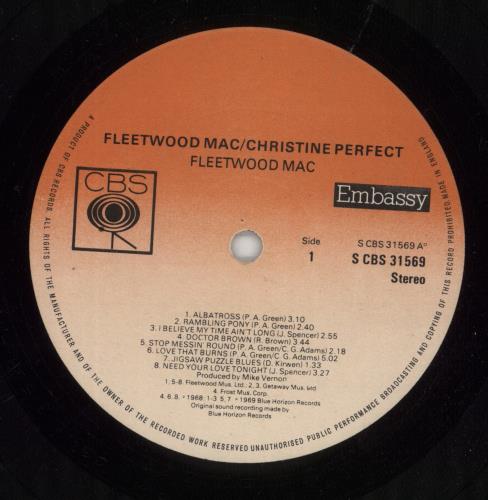 FLEETWOOD MAC/CHRISTINE PERFECT
FLEETWOOD MAC
CBS
Embassy
Side
1
S CBS 31569 A°
S CBS 31569
Stereo
1. ALBATROSS (P. A. Green) 3.10
2. RAMBLING PONY (P. A. Green) 2.40
3. I BELIEVE MY TIME AIN'T LONG (J. Spencer) 2.55
4. DOCTOR BROWN (R. Brown) 3.44
5. STOP MESSIN' ROUND (P. A. Green/C. G. Adams) 2.18
6. LOVE THAT BURNS (P. A. Green/C. G. Adams) 5.02
7. JIGSAW PUZZLE BLUES (D. Kirwen) 1.33
8. NEED YOUR LOVE TONIGHT (J. Spencer) 3.27
Produced by Mike Vernon
1. 5-8. Fleetwood Mus. Ltd.: 2, 3, Getaway Mus. Ltd
4. Frost Mus. Corp.
2. 4. 6. 8. ℗ 1968: 1-3 5, 7. ℗ 1969 Blue Horizon Records
Original sound recording made by
Blue Horizon Records
A PRODUCT OF CBS RECORDS. ALL RIGHTS OF THE MANUFACTURER AND OF THE OWNER OF THE RECORDED WORK RESERVED UNAUTHORISED PUBLIC PERFORMANCE BROADCASTING AND COPYING OF THIS RECORD PROHIBITED. MADE IN ENGLAND